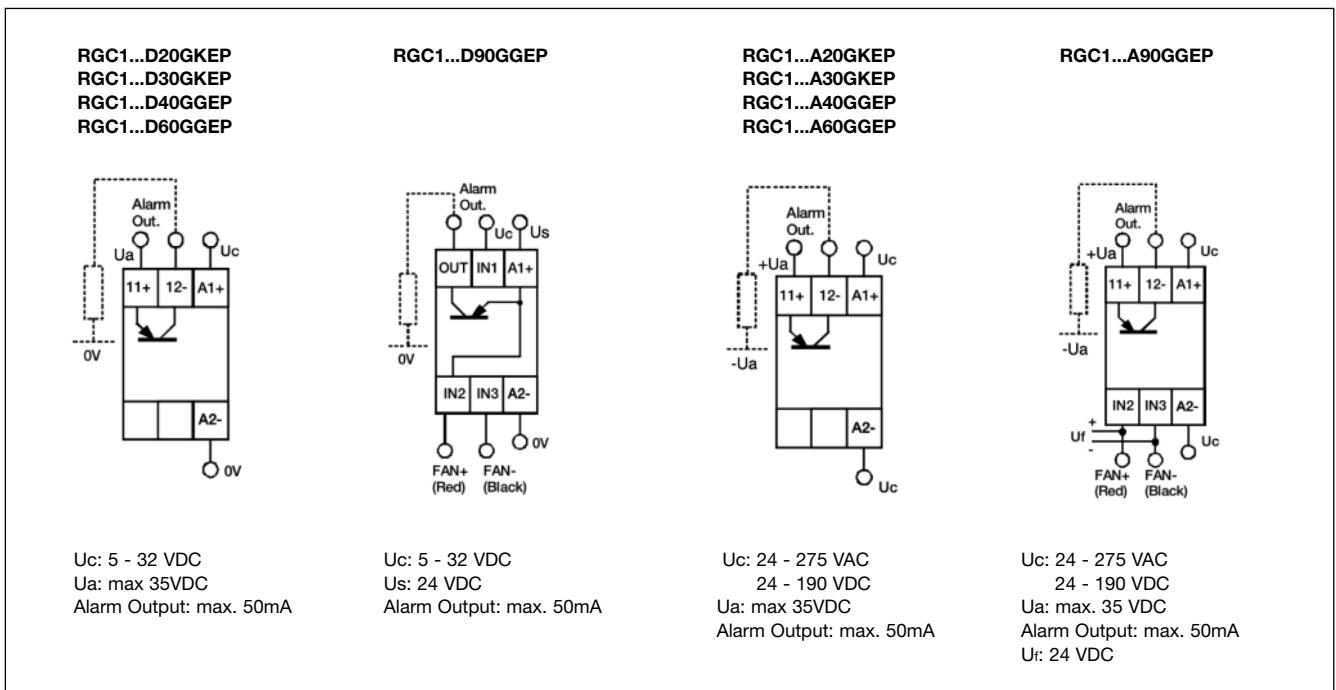 RGC1...D20GKEP
RGC1...D30GKEP
RGC1...D40GGEP
RGC1...D60GGEP
Alarm
Out.
Ua
Uc
11+ 12- A1+
0V
A2-
0V
Uc: 5 - 32 VDC
Ua: max 35VDC
Alarm Output: max. 50mA
RGC1...D90GGEP
Alarm
Out.
Uc Us
OUT IN1 A1+
0V
IN2 IN3 A2-
0V
FAN+ FAN-
(Red) (Black)
Uc: 5 - 32 VDC
Us: 24 VDC
Alarm Output: max. 50mA
RGC1...A20GKEP
RGC1...A30GKEP
RGC1...A40GGEP
RGC1...A60GGEP
Alarm
Out.
+Ua Uc
11+ 12- A1+
-Ua
A2-
Uc
Uc: 24 - 275 VAC
24 - 190 VDC
Ua: max 35VDC
Alarm Output: max. 50mA
RGC1...A90GGEP
Alarm
Out.
+Ua Uc
11+ 12- A1+
-Ua
IN2 IN3 A2-
+
Uf
-
Uc
FAN+ FAN-
(Red) (Black)
Uc: 24 - 275 VAC
24 - 190 VDC
Ua: max. 35 VDC
Alarm Output: max. 50mA
Uf: 24 VDC